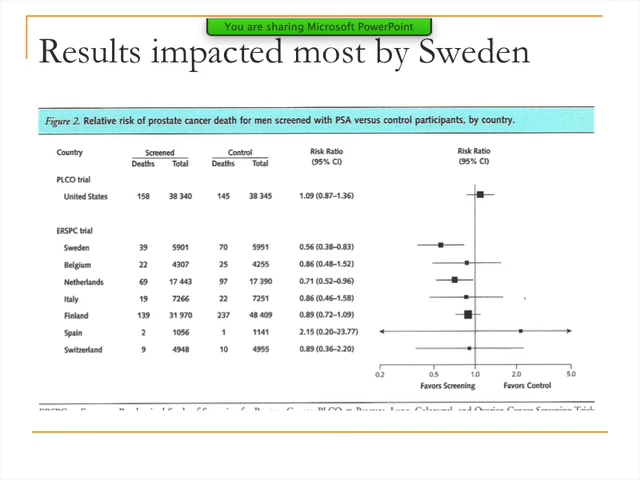 You are sharing Microsoft PowerPoint
Results impacted most by Sweden
Figure 2. Relative risk of prostate cancer death for men screened with PSA versus control participants, by country.
Country Screened Control Risk Ratio Risk Ratio
Deaths Total Deaths Total (95% CI) (95% CI)
PLCO trial
United States 158 38 340 145 38 345 1.09 (0.87–1.36)
ERSPC trial
Sweden 39 5901 70 5951 0.56 (0.38–0.83)
Belgium 22 4307 25 4255 0.86 (0.48–1.52)
Netherlands 69 17 443 97 17 390 0.71 (0.52–0.96)
Italy 19 7266 22 7251 0.86 (0.46–1.58)
Finland 139 31 970 237 48 409 0.89 (0.72–1.09)
Spain 2 1056 1 1141 2.15 (0.20–23.77)
Switzerland 9 4948 10 4955 0.89 (0.36–2.20)
0.2 0.5 1.0 2.0 5.0
Favors Screening Favors Control